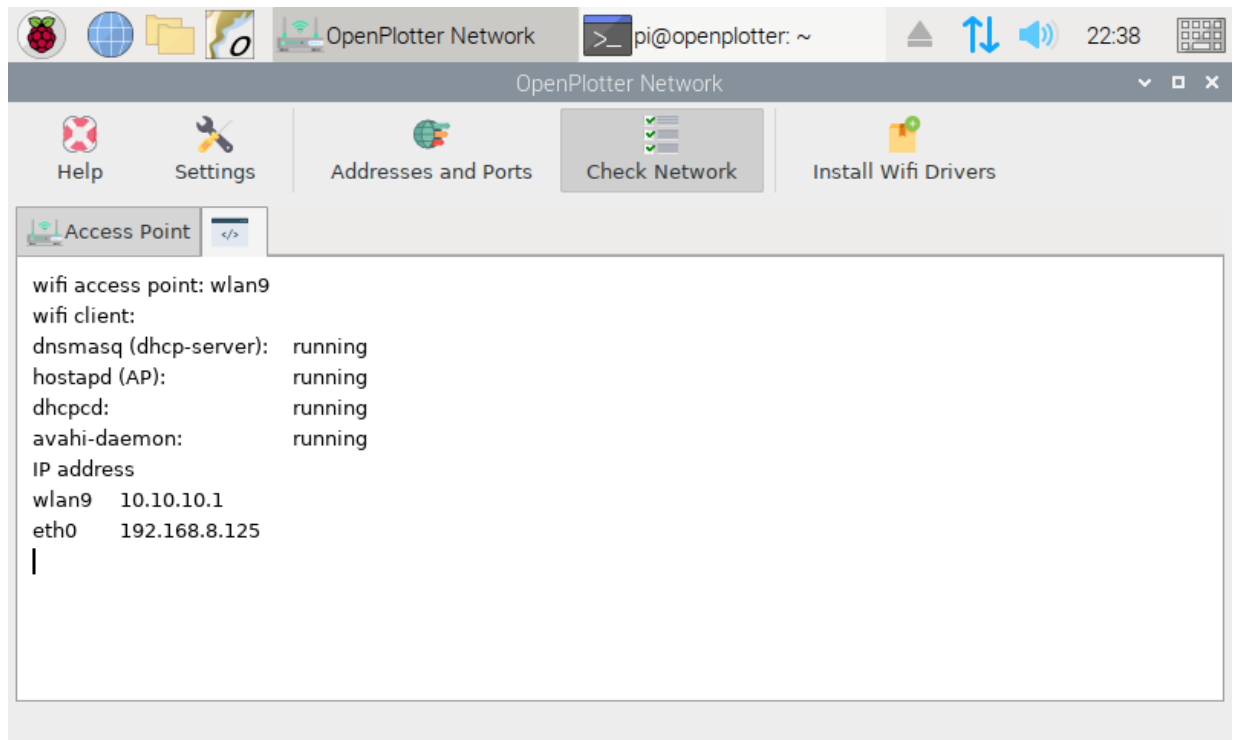 OpenPlotter Network
pi@openplotter: ~
22:38
OpenPlotter Network
Help
Settings
Addresses and Ports
Check Network
Install Wifi Drivers
Access Point
</>
wifi access point: wlan9
wifi client:
dnsmasq (dhcp-server): running
hostapd (AP): running
dhcpcd: running
avahi-daemon: running
IP address
wlan9 10.10.10.1
eth0 192.168.8.125